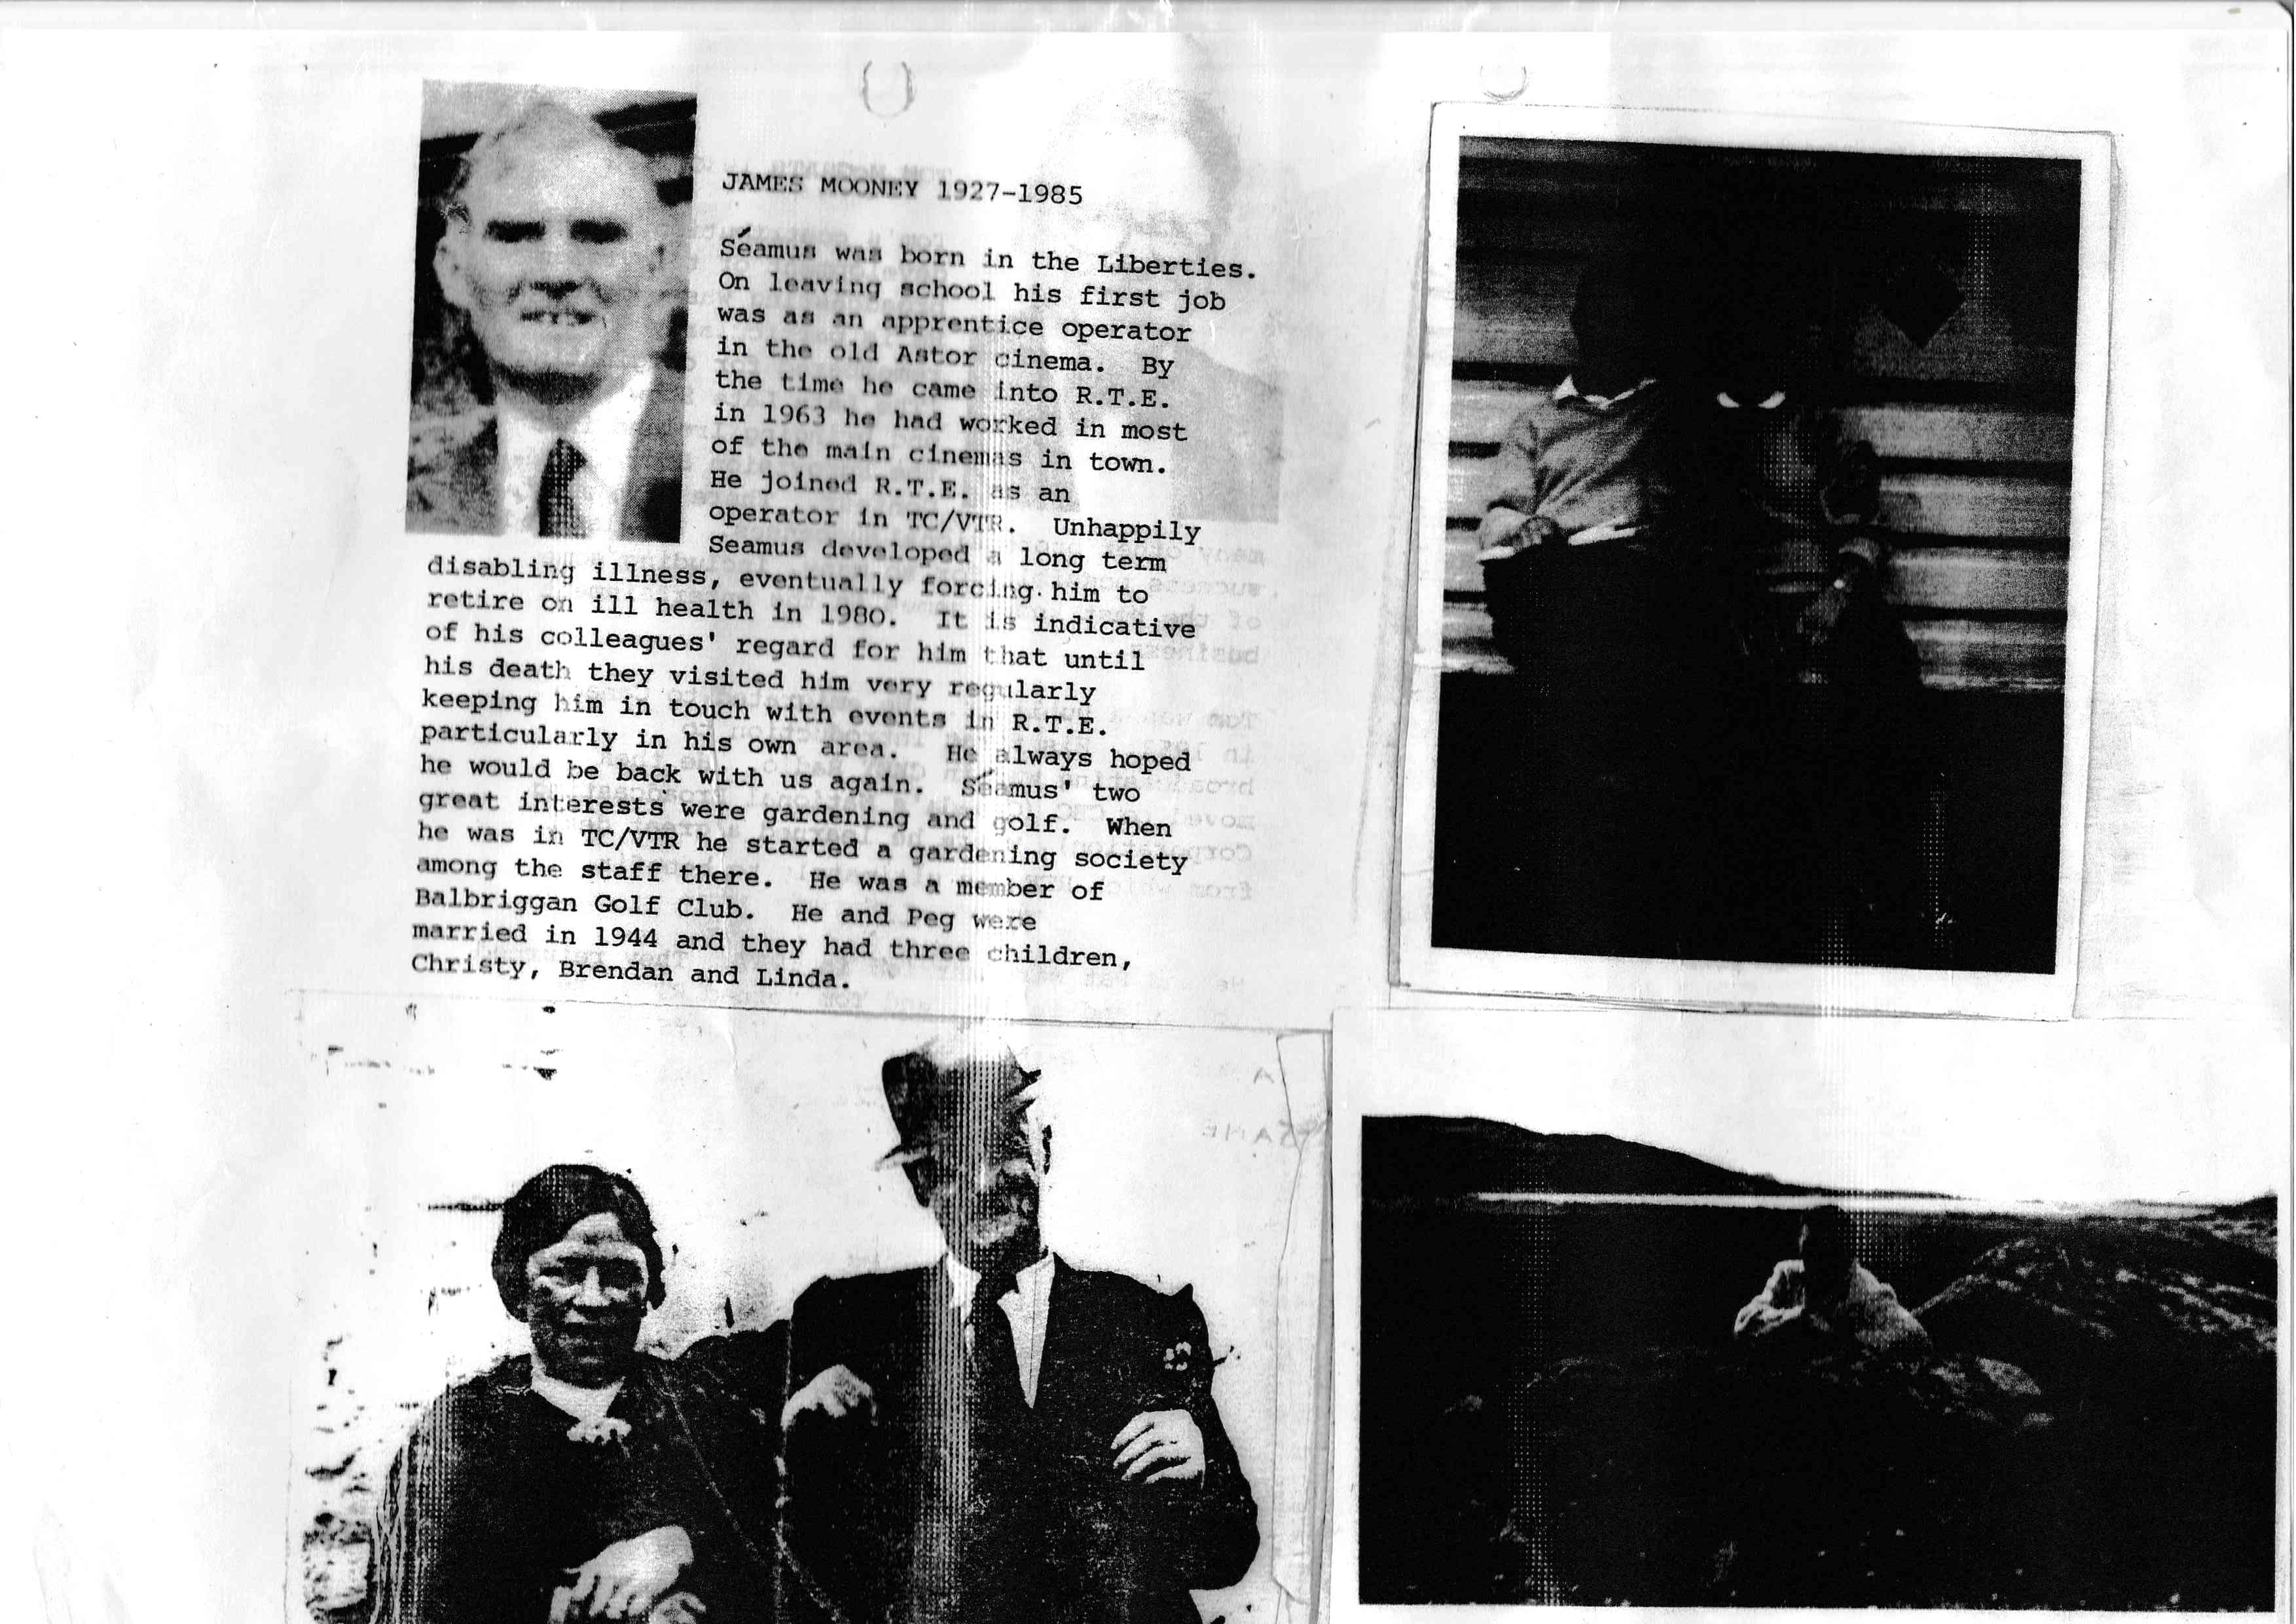 JAMES MOONEY 1927-1985
Séamus was born in the Liberties.
On leaving school his first job
was as an apprentice operator
in the old Astor cinema. By
the time he came into R.T.E.
in 1963 he had worked in most
of the main cinemas in town.
He joined R.T.E. as an
operator in TC/VTR. Unhappily
Seamus developed a long term
disabling illness, eventually forcing him to
retire on ill health in 1980. It is indicative
of his colleagues' regard for him that until
his death they visited him very regularly
keeping him in touch with events in R.T.E.
particularly in his own area. He always hoped
he would be back with us again. Séamus' two
great interests were gardening and golf. When
he was in TC/VTR he started a gardening society
among the staff there. He was a member of
Balbriggan Golf Club. He and Peg were
married in 1944 and they had three children,
Christy, Brendan and Linda.